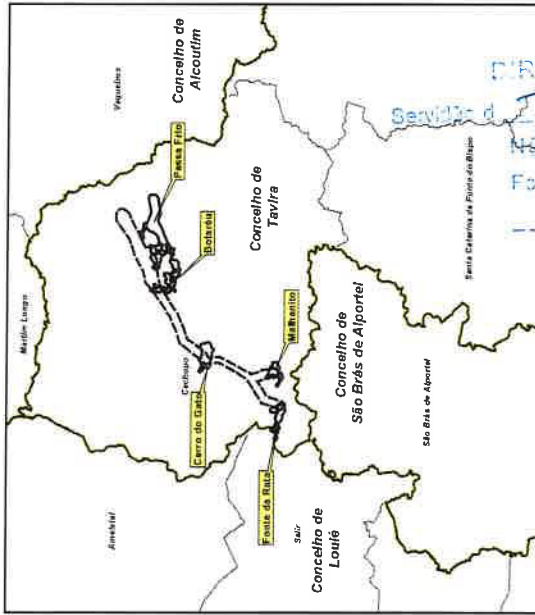 Martim Longo
Vaqueiros
Concelho de
Alcoutim
Passa Frio
Bolaréu
Concelho de
Tavira
Cachopo
Cerro do Gato
Malhanito
Ameixial
Fonte da Rata
Salir
Concelho de
Loulé
Concelho de
São Brás de Alportel
São Brás de Alportel
Santa Catarina da Fonte do Bispo
Servidão d